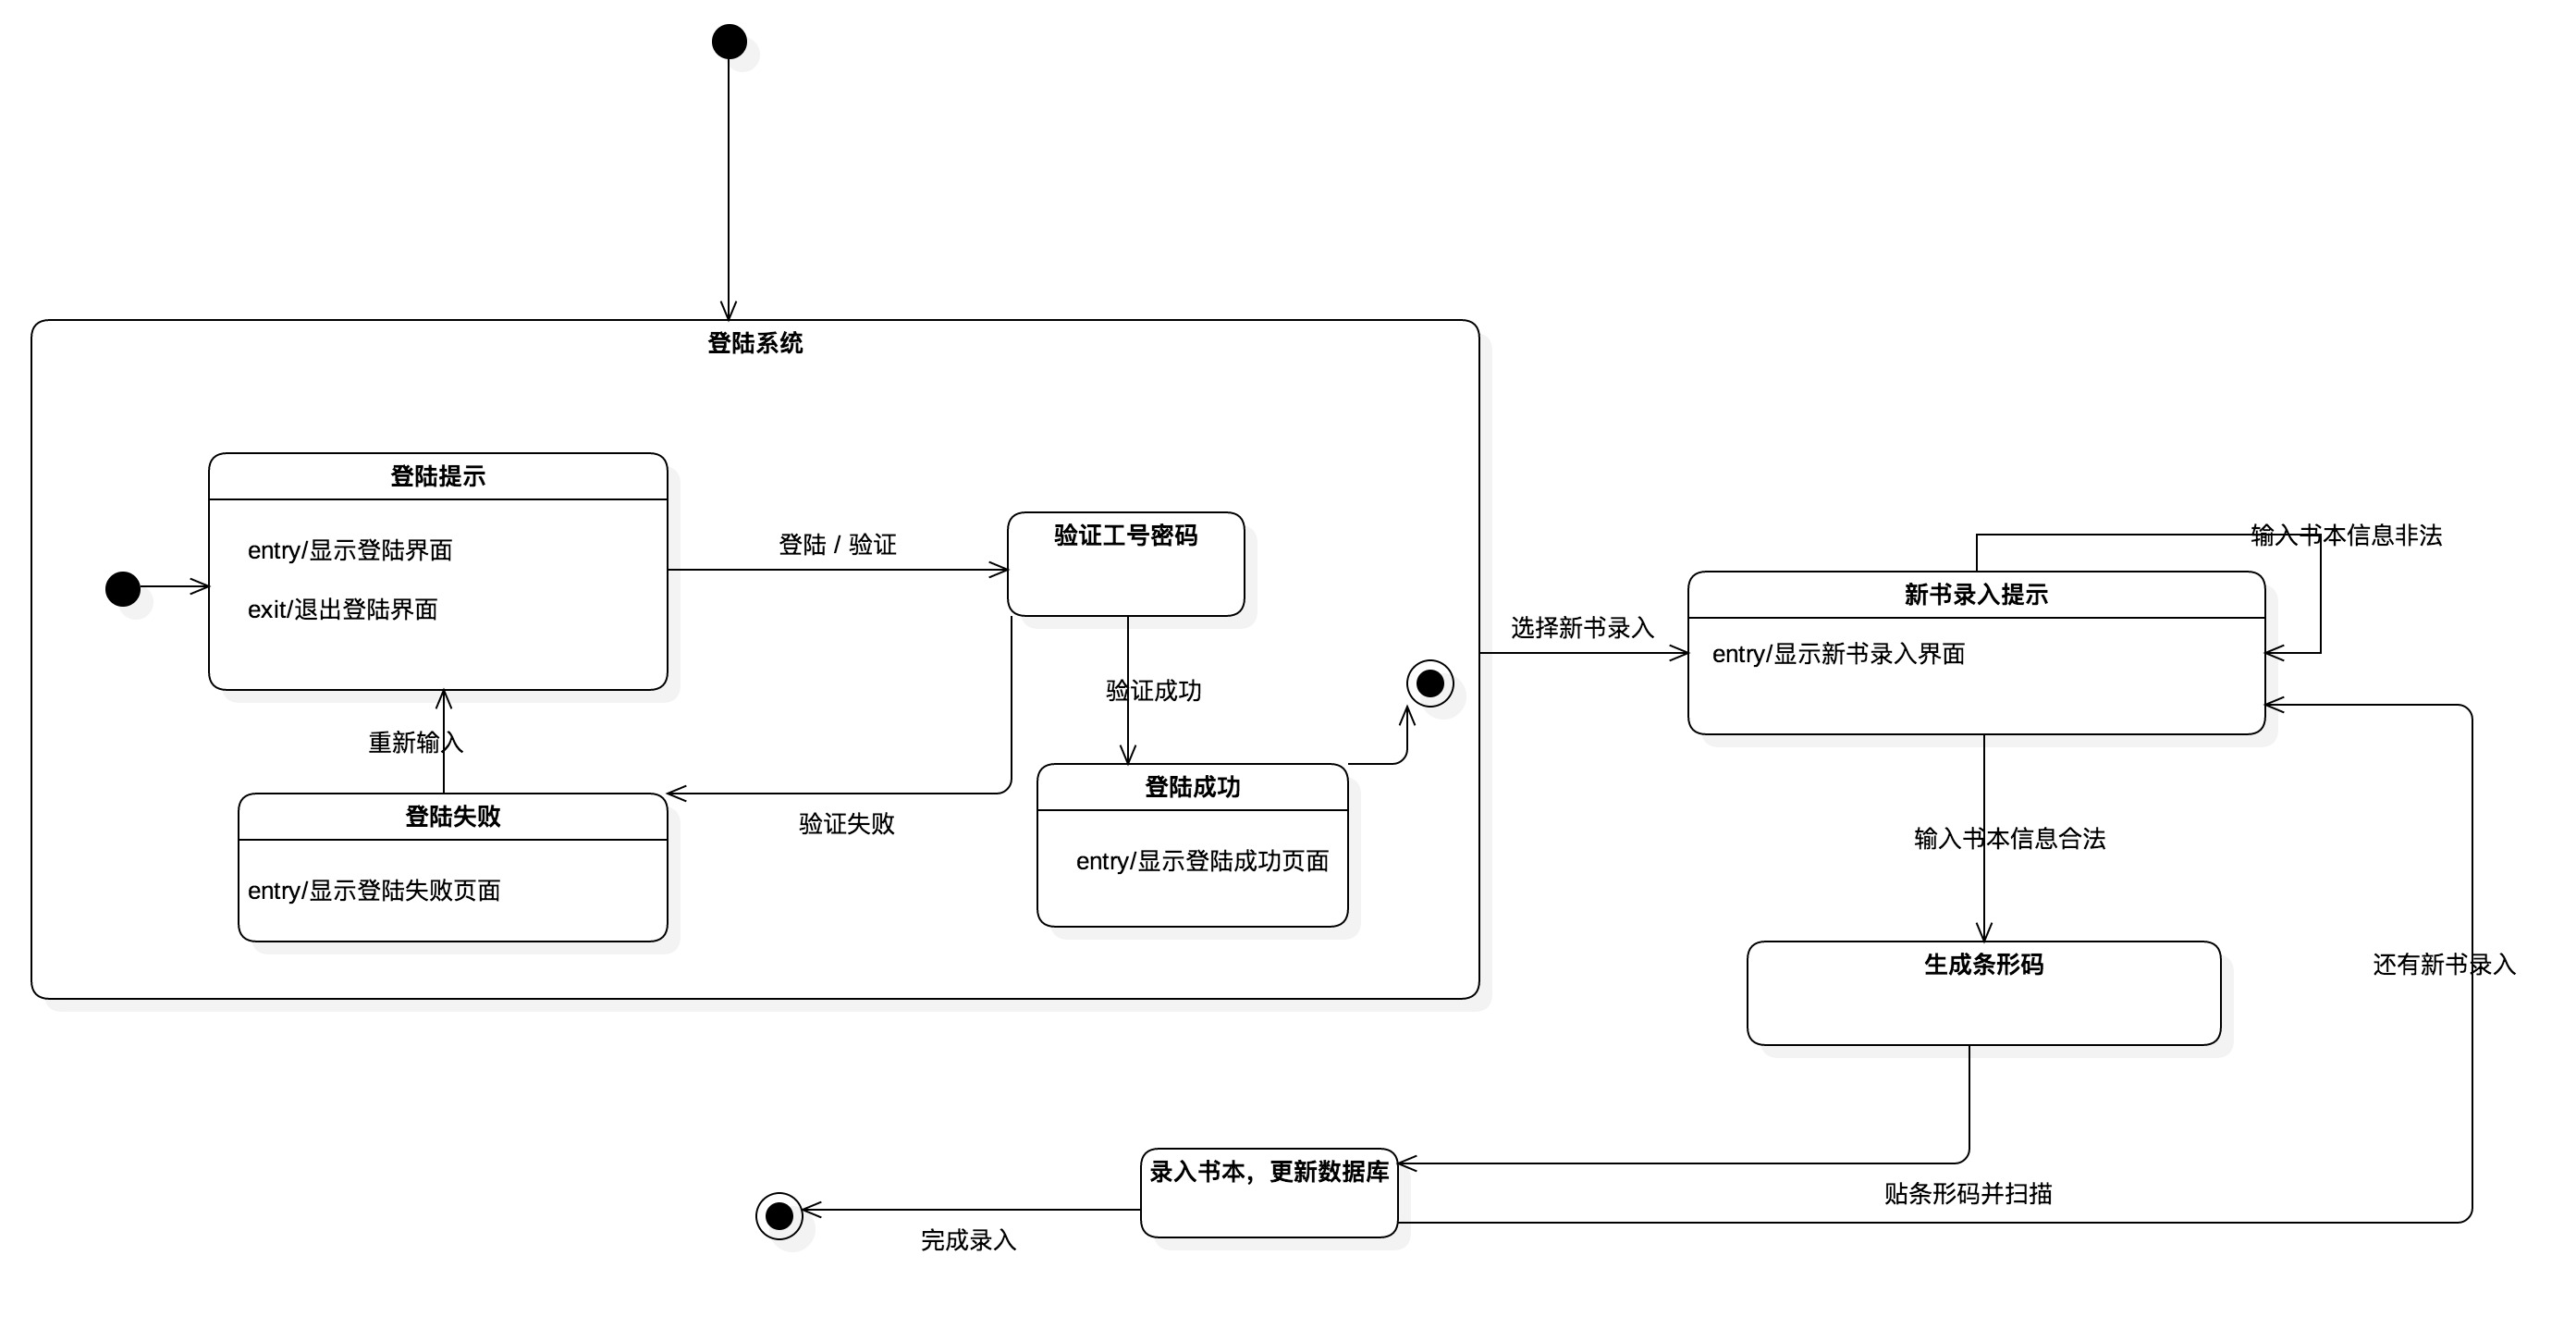 登陆系统
登陆提示
entry/显示登陆界面
exit/退出登陆界面
登陆 / 验证
验证工号密码
输入书本信息非法
新书录入提示
entry/显示新书录入界面
选择新书录入
验证成功
重新输入
登陆失败
entry/显示登陆失败页面
验证失败
登陆成功
entry/显示登陆成功页面
输入书本信息合法
生成条形码
还有新书录入
录入书本，更新数据库
贴条形码并扫描
完成录入